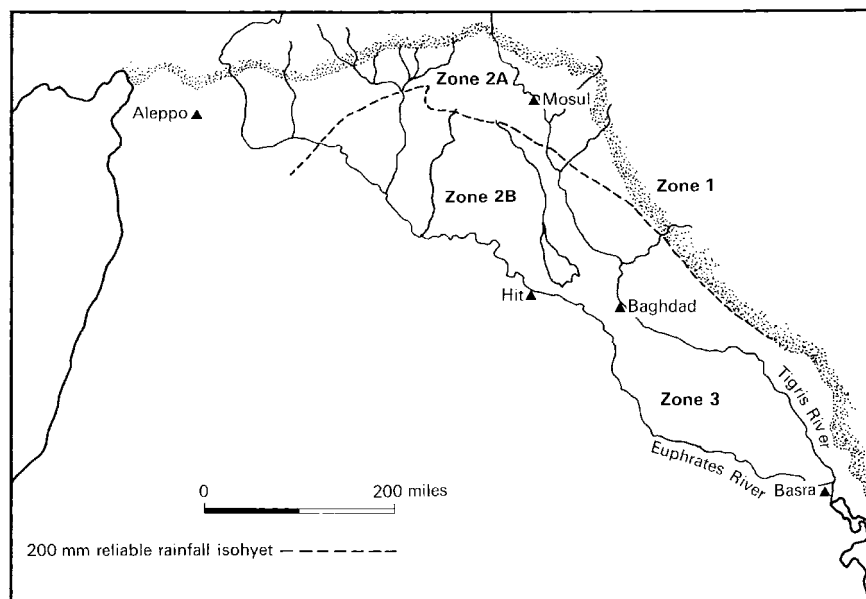 Zone 2A
Mosul
Aleppo
Zone 1
Zone 2B
Hit
Baghdad
Tigris River
Zone 3
Euphrates River
Basra
0 200 miles
200 mm reliable rainfall isohyet